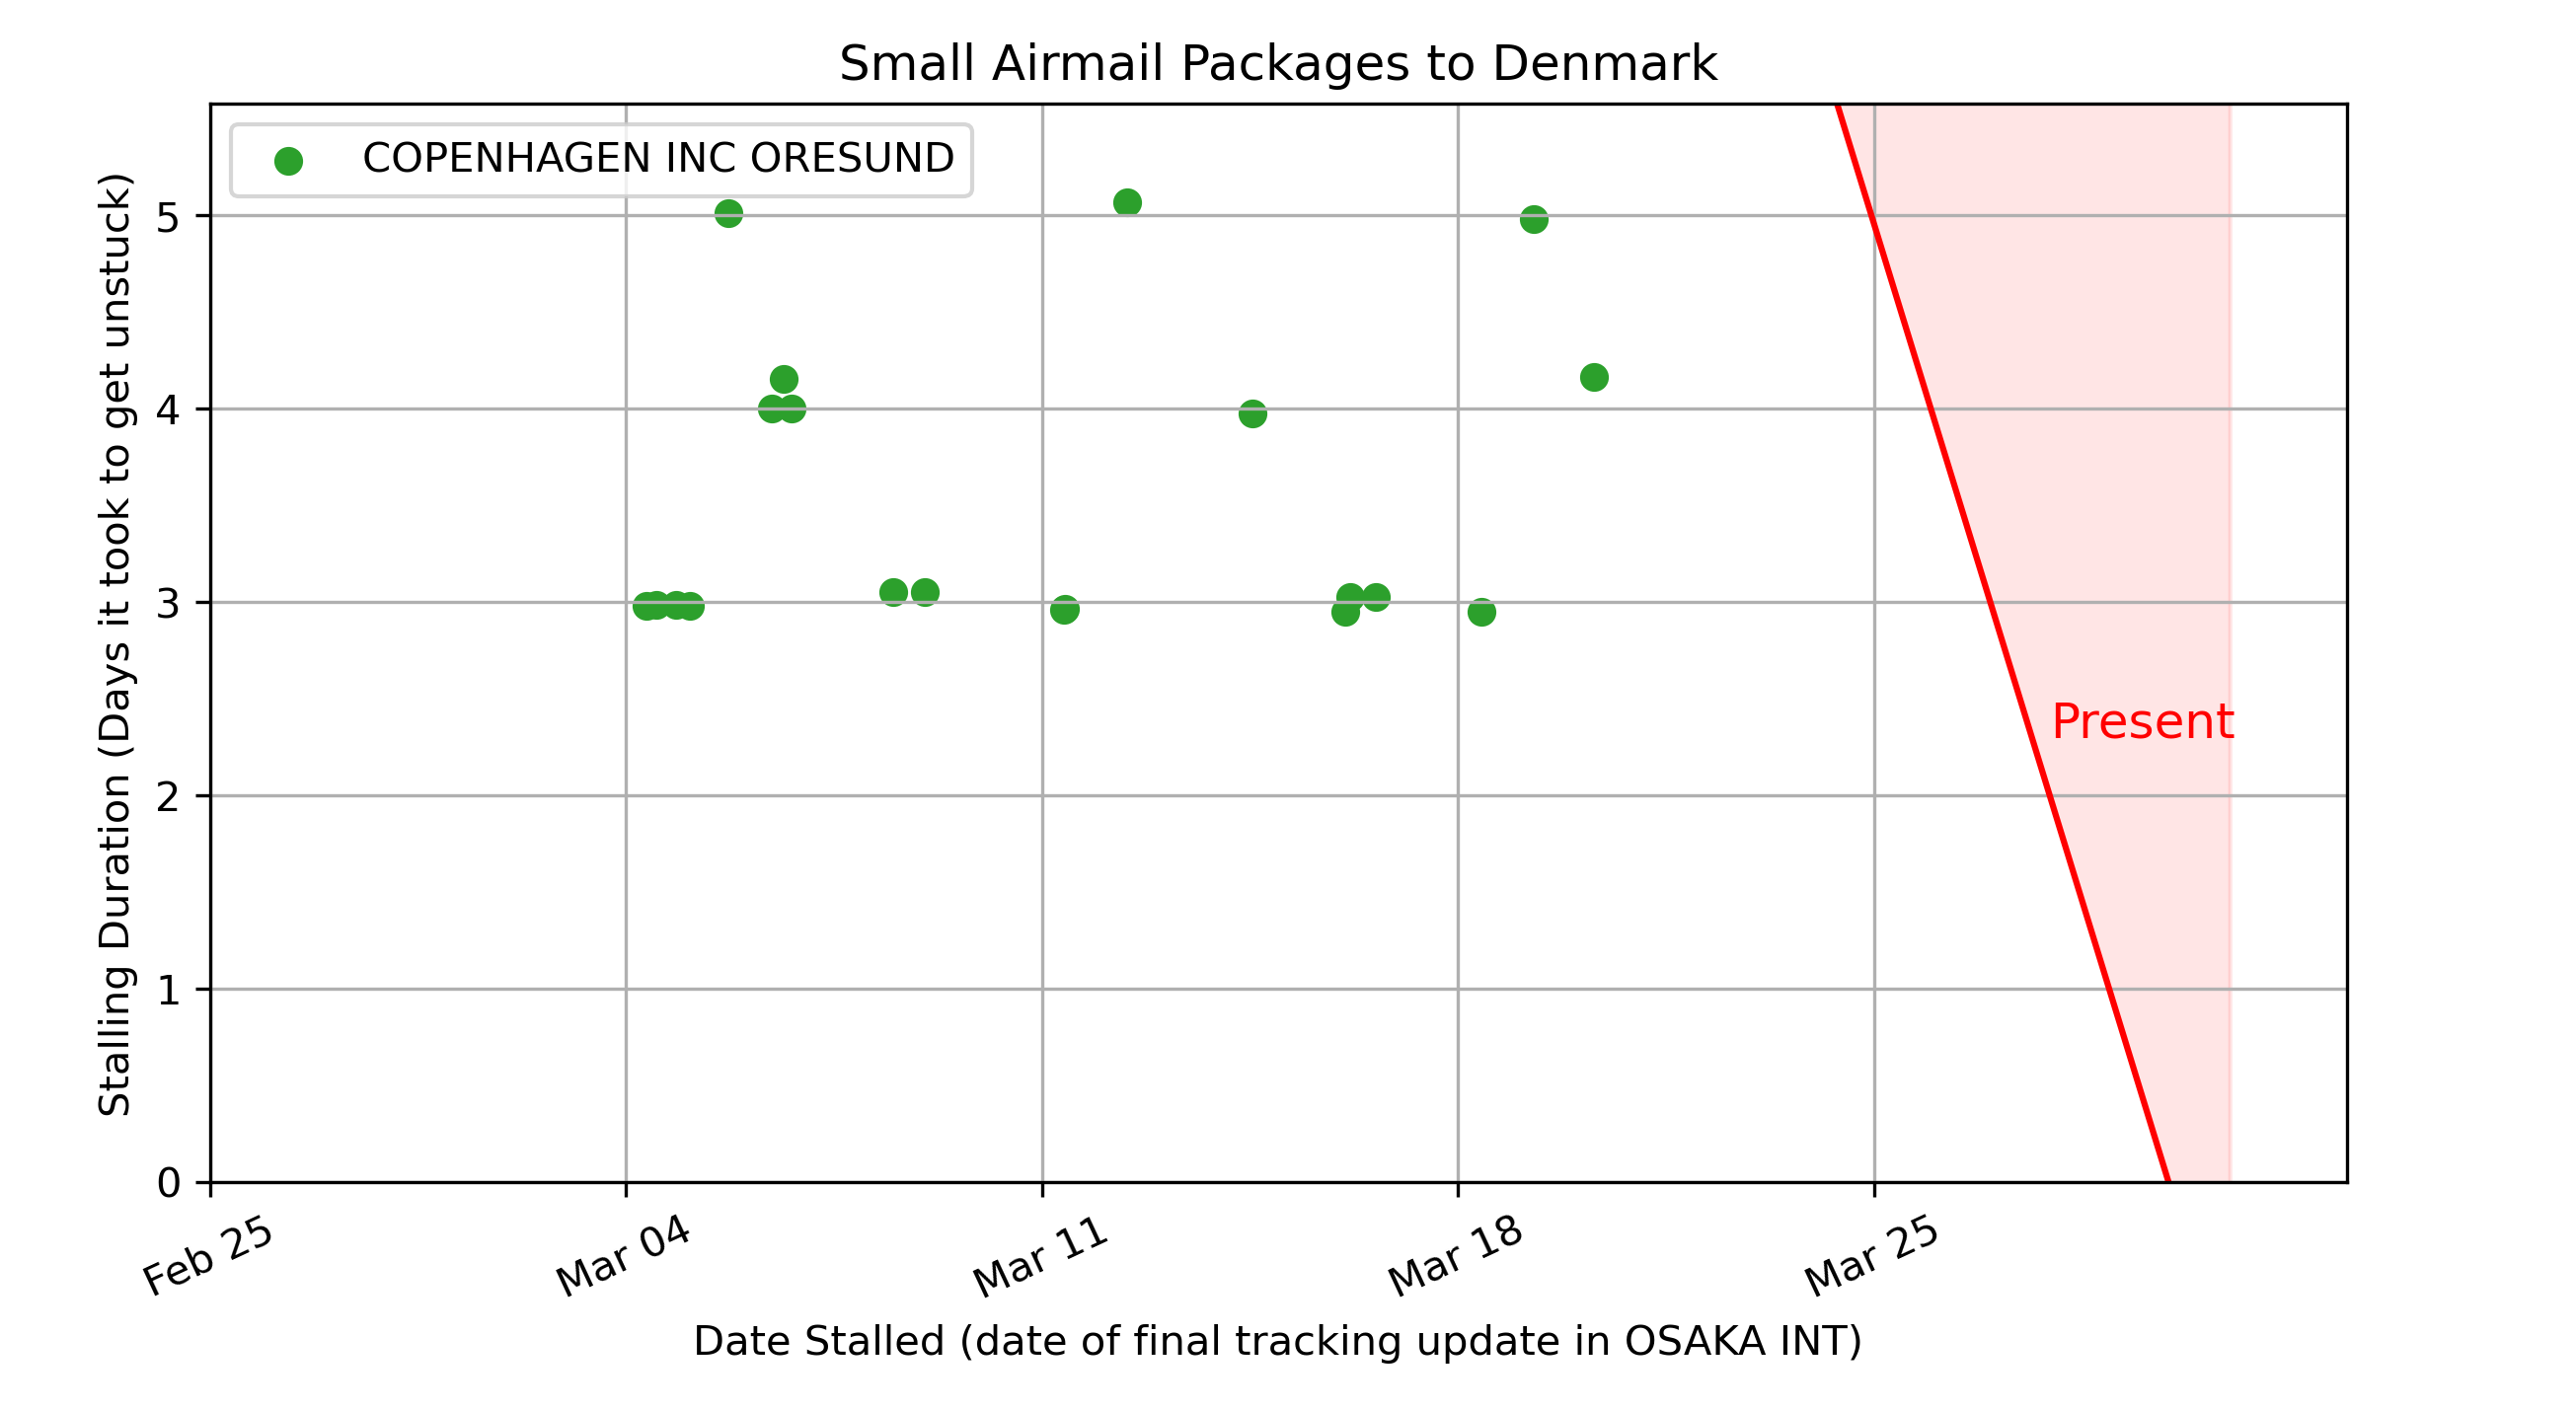 Small Airmail Packages to Denmark
COPENHAGEN INC ORESUND
Stalling Duration (Days it took to get unstuck)
5
4
3
2
1
0
Present
Feb 25
Mar 04
Mar 11
Mar 18
Mar 25
Date Stalled (date of final tracking update in OSAKA INT)